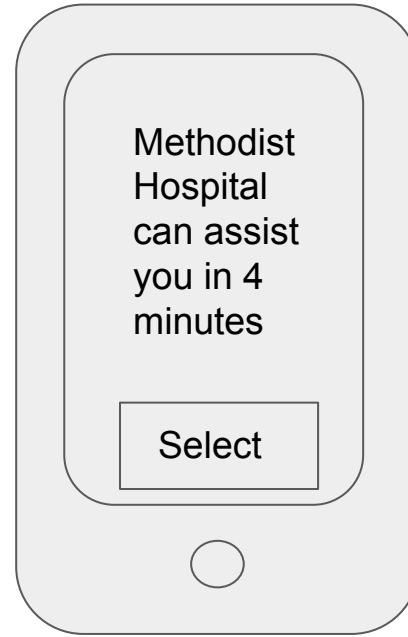 Methodist
Hospital
can assist
you in 4
minutes
Select